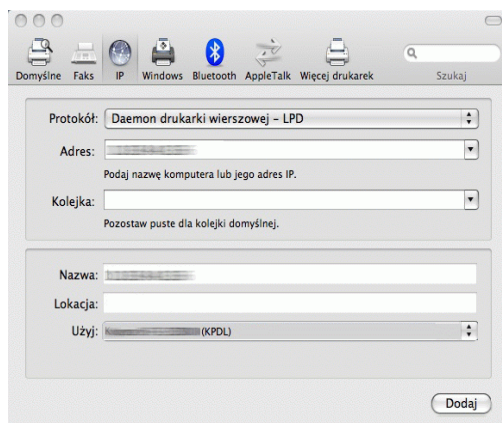 Domyślne Faks IP Windows Bluetooth AppleTalk Więcej drukarek Szukaj
Protokół: Daemon drukarki wierszowej – LPD
Adres:
Podaj nazwę komputera lub jego adres IP.
Kolejka:
Pozostaw puste dla kolejki domyślnej.
Nazwa:
Lokacja:
Użyj: (KPDL)
Dodaj